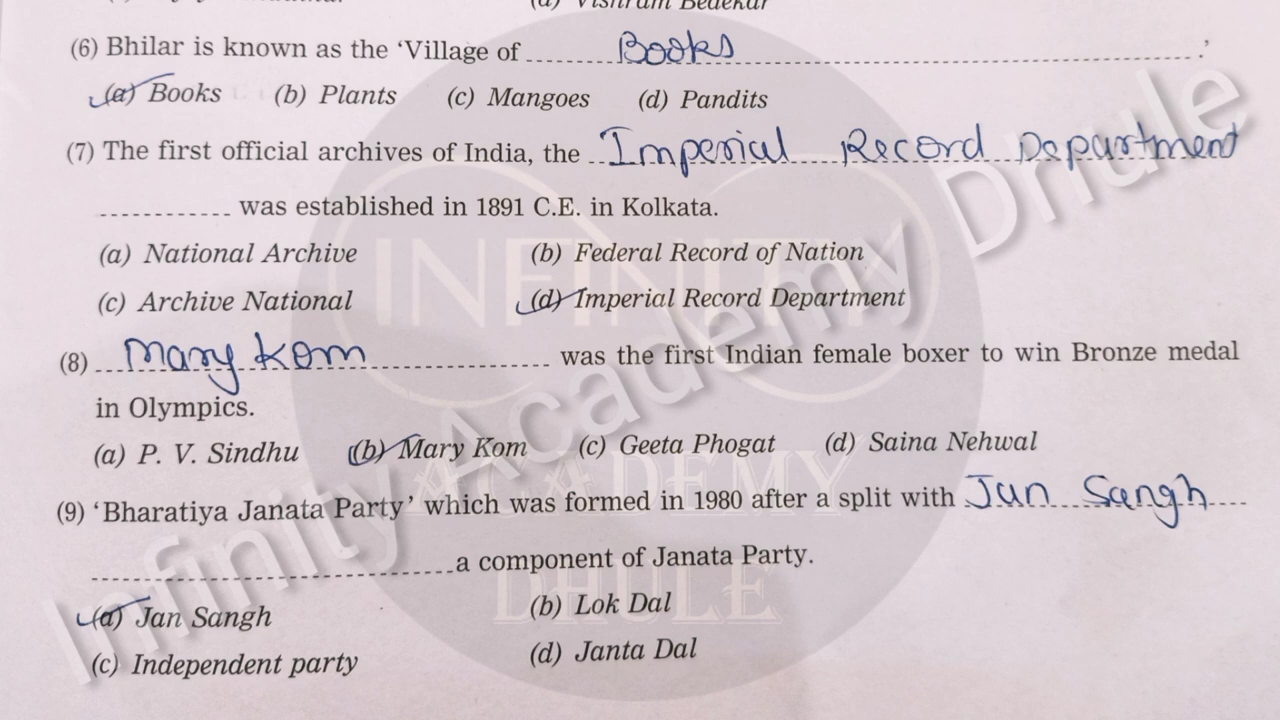 (d) Vishram Bedekar
(6) Bhilar is known as the ‘Village of Books ’.
(a) Books (b) Plants (c) Mangoes (d) Pandits
(7) The first official archives of India, the Imperial Record Department
was established in 1891 C.E. in Kolkata.
(a) National Archive (b) Federal Record of Nation
(c) Archive National (d) Imperial Record Department
(8) Mary Kom was the first Indian female boxer to win Bronze medal
in Olympics.
(a) P. V. Sindhu (b) Mary Kom (c) Geeta Phogat (d) Saina Nehwal
(9) ‘Bharatiya Janata Party’ which was formed in 1980 after a split with Jan Sangh
a component of Janata Party.
(a) Jan Sangh (b) Lok Dal
(c) Independent party (d) Janta Dal
Infinity Academy Dhule
INFINITY
ACADEMY
DHULE